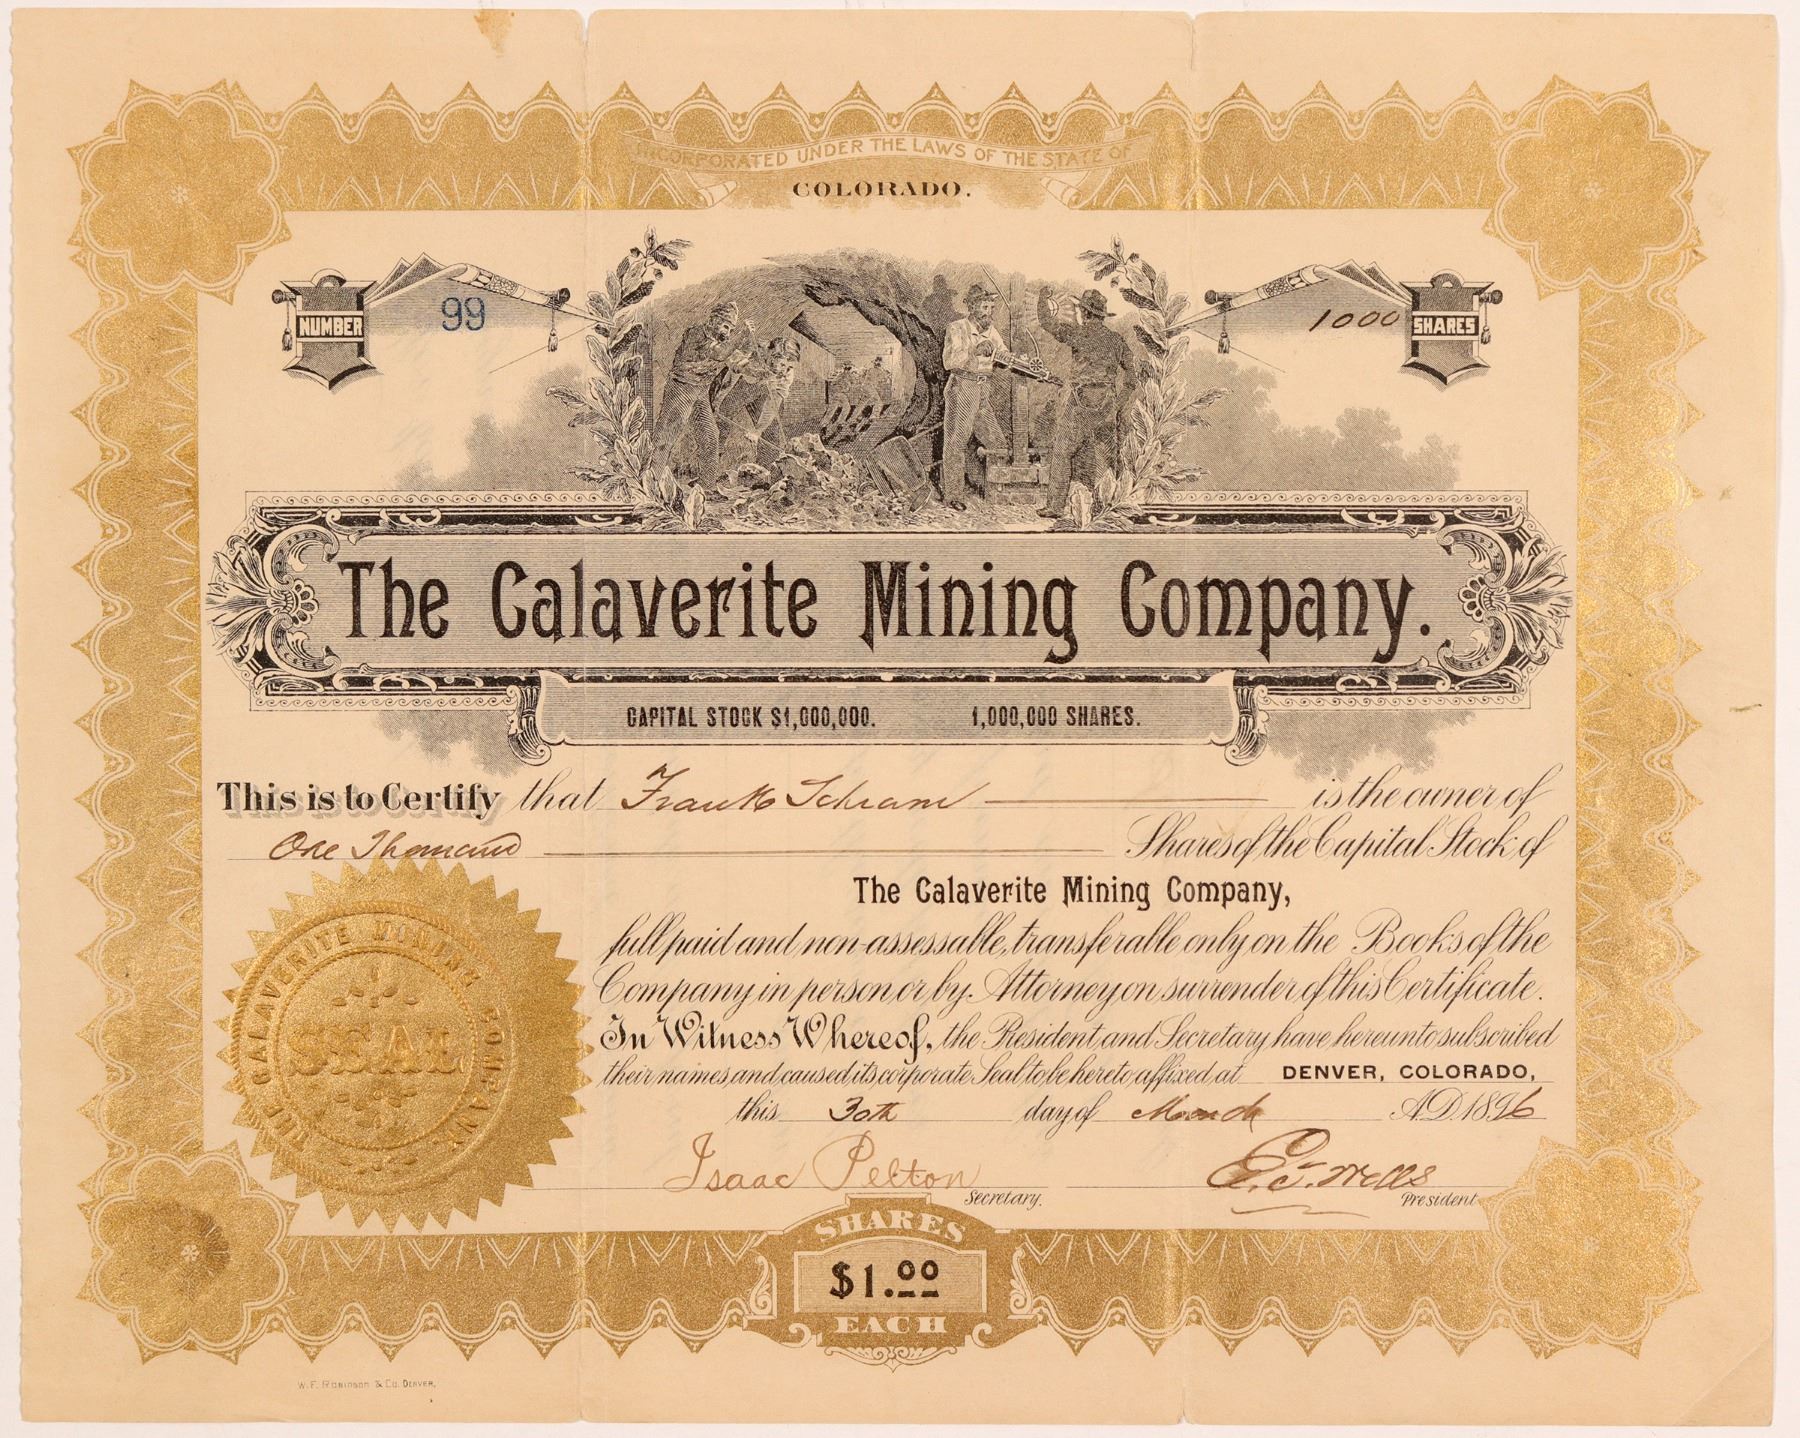 INCORPORATED UNDER THE LAWS OF THE STATE OF
COLORADO.
NUMBER 99
1000 SHARES
The Calaverite Mining Company.
CAPITAL STOCK $1,000,000. 1,000,000 SHARES.
This is to Certify that Frank Schram is the owner of
One Thousand Shares of the Capital Stock of
The Calaverite Mining Company,
full paid and non-assessable, transferable only on the Books of the
Company in person or by Attorney on surrender of this Certificate.
In Witness Whereof, the President and Secretary have hereunto subscribed
their names and caused its corporate Seal to be hereto affixed at DENVER, COLORADO,
this 30th day of March A.D. 1896
Isaac Pelton Secretary.
E. J. Wells President
THE CALAVERITE MINING COMPANY
SEAL
SHARES
$1.00
EACH
W. F. ROBINSON & CO. DENVER.